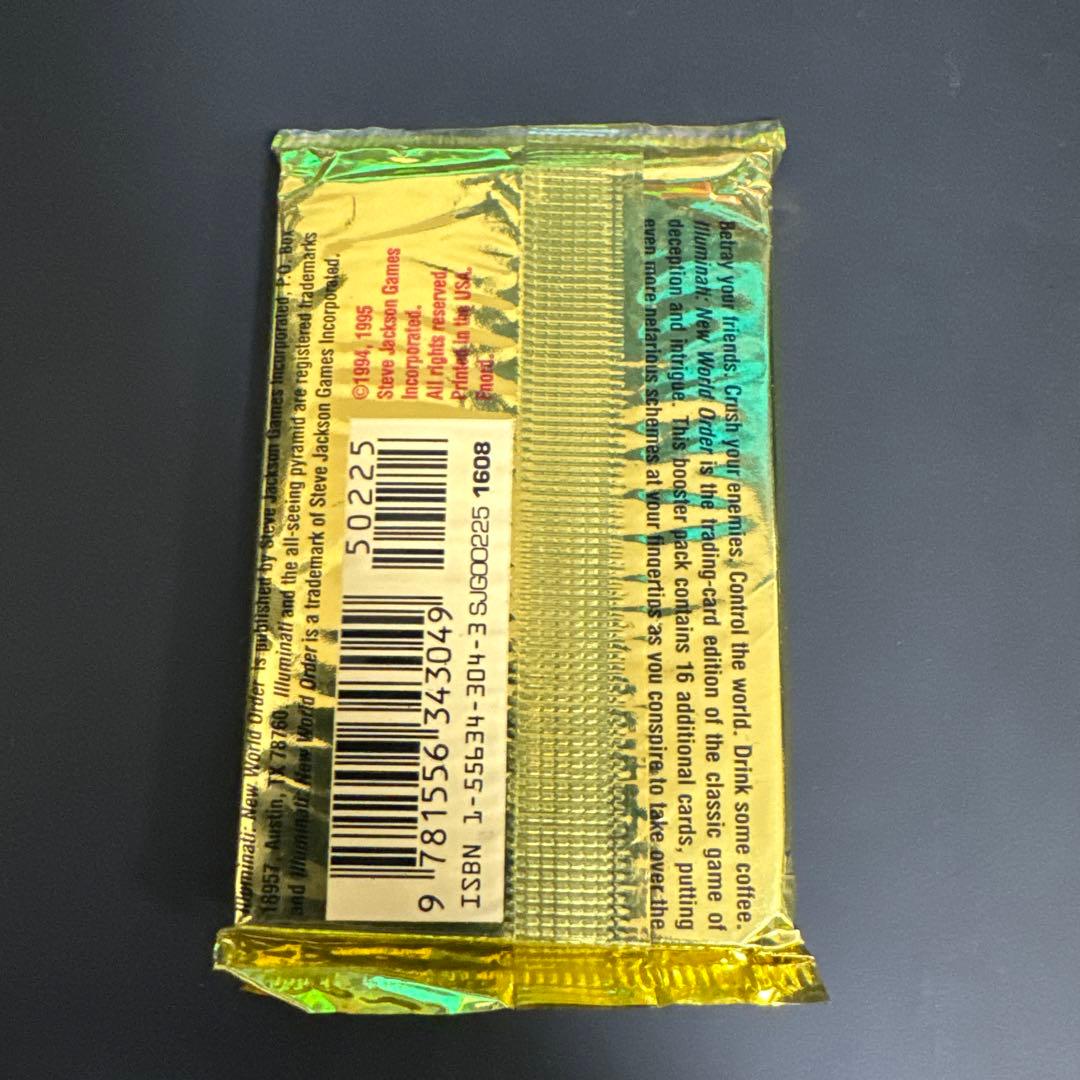 Betray your friends. Crush your enemies. Control the world. Drink some coffee.
Illuminati: New World Order is the trading-card edition of the classic game of
deception and intrigue. This booster pack contains 16 additional cards, putting
even more nefarious schemes at your fingertips as you conspire to take over the
©1994, 1995
Steve Jackson Games
Incorporated.
All rights reserved.
Printed in the USA.
Fnord.
50225
9 781556 343049
ISBN 1-55634-304-3 SJG00225 1608
Illuminati: New World Order is published by Steve Jackson Games Incorporated, P.O. Box
18957, Austin, TX 78760. Illuminati and the all-seeing pyramid are registered trademarks
and Illuminati: New World Order is a trademark of Steve Jackson Games Incorporated.